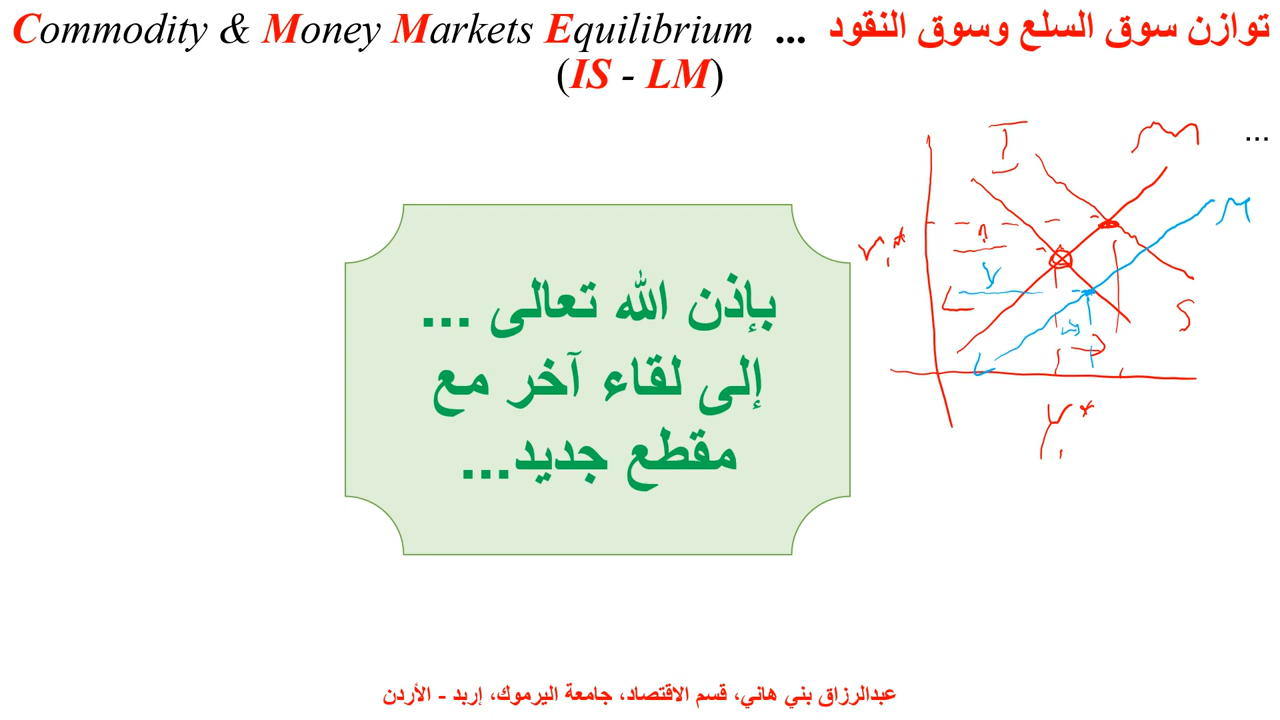 Commodity & Money Markets Equilibrium ... توازن سوق السلع وسوق النقود
(IS - LM)
...
I
M
M
S
L
L
بإذن الله تعالى ...
إلى لقاء آخر مع
مقطع جديد...
عبدالرزاق بني هاني، قسم الاقتصاد، جامعة اليرموك، إربد - الأردن